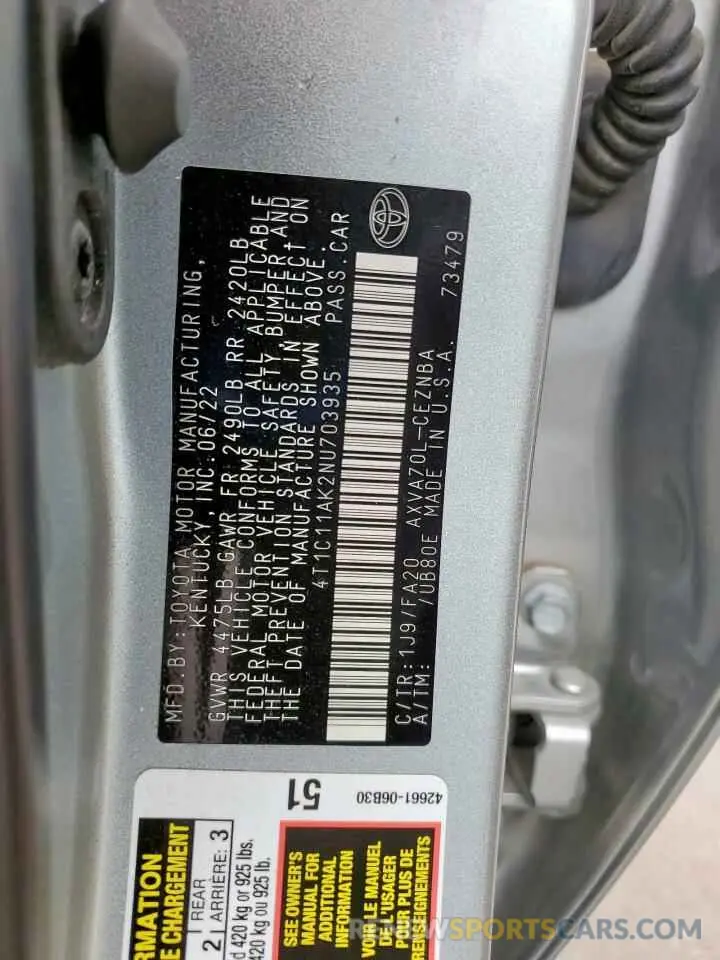 MFD.BY:TOYOTA MOTOR MANUFACTURING,
KENTUCKY, INC. 06/22
GVWR 4475LB GAWR FR 2490LB RR 2420LB
THIS VEHICLE CONFORMS TO ALL APPLICABLE
FEDERAL MOTOR VEHICLE SAFETY, BUMPER, AND
THEFT PREVENTION STANDARDS IN EFFECT ON
THE DATE OF MANUFACTURE SHOWN ABOVE.
4T1C11AK2NU703935 PASS.CAR
C/TR: 1J9/FA20 AXVA70L-CEZNBA
A/TM: /UB80E MADE IN U.S.A. 73479
51
42661-06B30
RMATION
E CHARGEMENT
2 REAR
ARRIÈRE: 3
d 420 kg or 925 lbs.
420 kg ou 925 lb.
SEE OWNER'S
MANUAL FOR
ADDITIONAL
INFORMATION
VOIR LE MANUEL
DE L'USAGER
POUR PLUS DE
RENSEIGNEMENTS
RENEWSPORTSCARS.COM